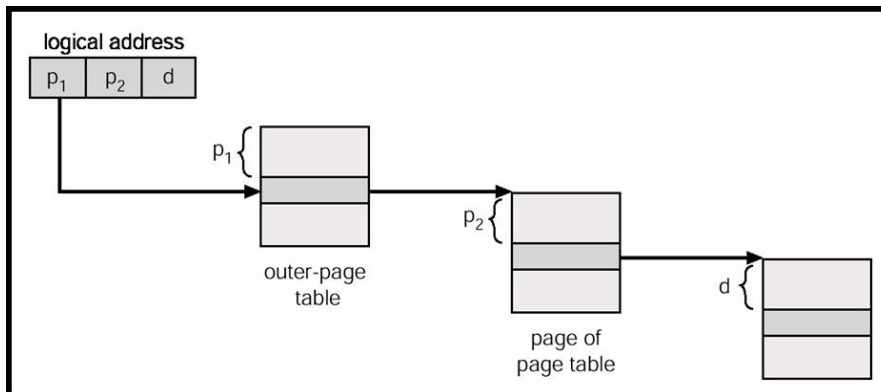 logical address
p₁ p₂ d
p₁
outer-page
table
p₂
page of
page table
d